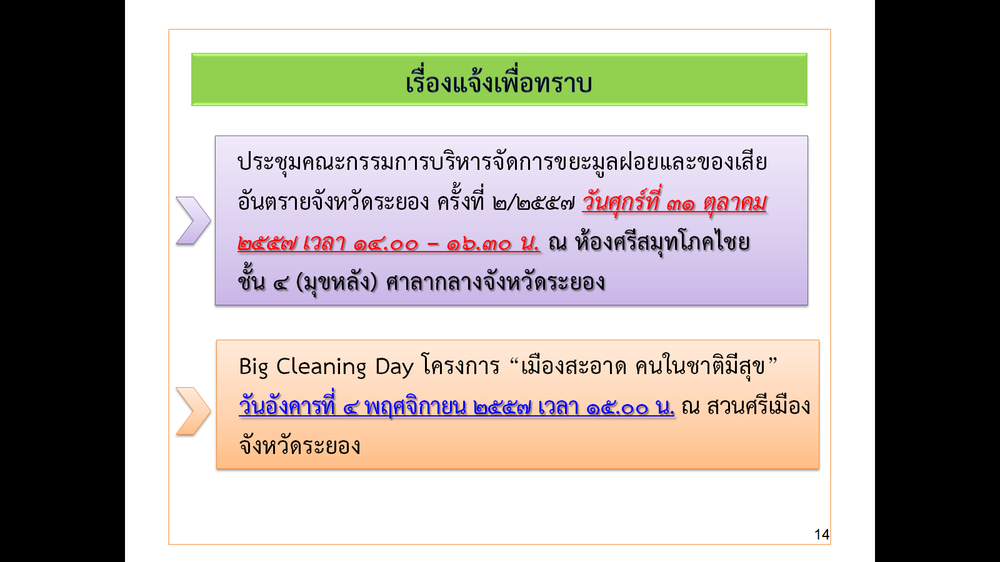 เรื่องแจ้งเพื่อทราบ
ประชุมคณะกรรมการบริหารจัดการขยะมูลฝอยและของเสีย
อันตรายจังหวัดระยอง ครั้งที่ ๒/๒๕๕๗ วันศุกร์ที่ ๓๑ ตุลาคม
๒๕๕๗ เวลา ๑๔.๐๐ – ๑๖.๓๐ น. ณ ห้องศรีสมุทโภคไชย
ชั้น ๔ (มุขหลัง) ศาลากลางจังหวัดระยอง
Big Cleaning Day โครงการ “เมืองสะอาด คนในชาติมีสุข”
วันอังคารที่ ๔ พฤศจิกายน ๒๕๕๗ เวลา ๑๕.๐๐ น. ณ สวนศรีเมือง
จังหวัดระยอง
14